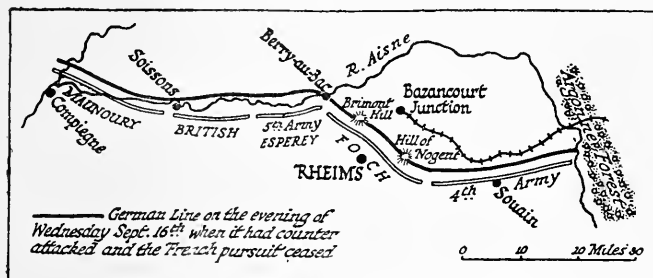 Soissons
Berry-au-Bac
R. Aisne
Bazancourt
Junction
Brimont
Hill
Argonne
Forest
Compiegne
MAUNOURY
BRITISH
5th Army
ESPEREY
FOCH
Hill of
Nogent
RHEIMS
4th Army
Souain
German Line on the evening of
Wednesday Sept. 16th when it had counter
attacked and the French pursuit ceased
0 10 20 Miles 30